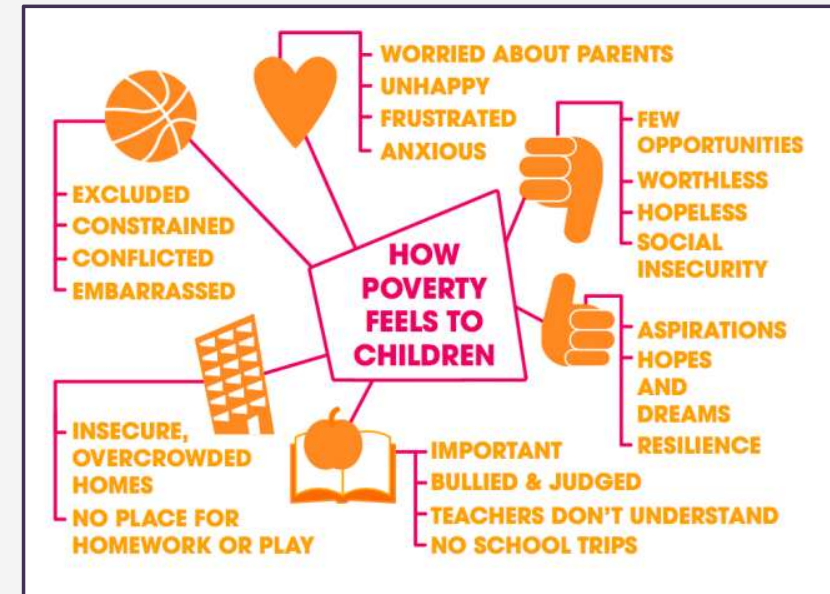 HOW
POVERTY
FEELS TO
CHILDREN
WORRIED ABOUT PARENTS
UNHAPPY
FRUSTRATED
ANXIOUS
FEW
OPPORTUNITIES
WORTHLESS
HOPELESS
SOCIAL
INSECURITY
ASPIRATIONS
HOPES
AND
DREAMS
RESILIENCE
IMPORTANT
BULLIED & JUDGED
TEACHERS DON'T UNDERSTAND
NO SCHOOL TRIPS
INSECURE,
OVERCROWDED
HOMES
NO PLACE FOR
HOMEWORK OR PLAY
EXCLUDED
CONSTRAINED
CONFLICTED
EMBARRASSED